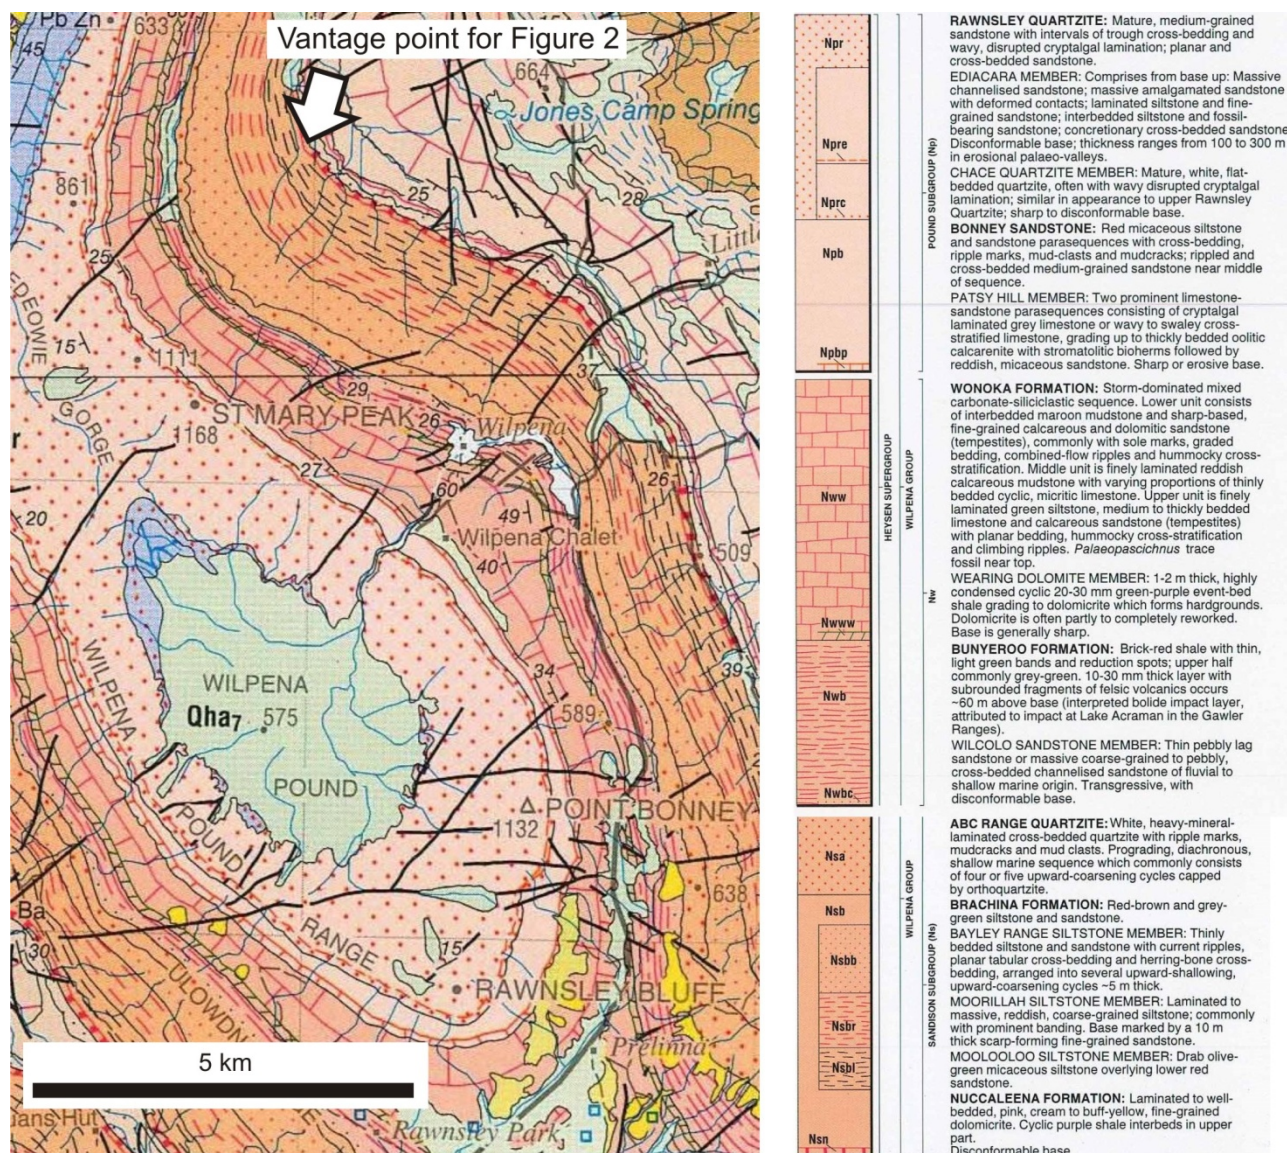 Pb Zn
633
45
Vantage point for Figure 2
15
664
Jones Camp Spring
861
25
28
25
Little
EDEOWIE
15
1111
37
GORGE
29
ST MARY PEAK
26
Wilpena
1168
27
26
60
20
49
Wilpena Chalet
509
40
WILPENA
34
39
WILPENA
Qha7
575
589
POUND
POINT BONNEY
POUND
1132
638
Ba
RANGE
30
15
RAWNSLEY BLUFF
ULOWDN
Prelinna
5 km
ans Hut
Rawnsley Park
Npr
Npre
Nprc
Npb
Npbp
POUND SUBGROUP (Np)
Nww
Nwww
Nwb
Nwbc
Nw
HEYSEN SUPERGROUP
WILPENA GROUP
Nsa
Nsb
Nsbb
Nsbr
Nsbl
Nsn
SANDISON SUBGROUP (Ns)
WILPENA GROUP
RAWNSLEY QUARTZITE: Mature, medium-grained
sandstone with intervals of trough cross-bedding and
wavy, disrupted cryptalgal lamination; planar and
cross-bedded sandstone.
EDIACARA MEMBER: Comprises from base up: Massive
channelised sandstone; massive amalgamated sandstone
with deformed contacts; laminated siltstone and fine-
grained sandstone; interbedded siltstone and fossil-
bearing sandstone; concretionary cross-bedded sandstone
Disconformable base; thickness ranges from 100 to 300 m
in erosional palaeo-valleys.
CHACE QUARTZITE MEMBER: Mature, white, flat-
bedded quartzite, often with wavy disrupted cryptalgal
lamination; similar in appearance to upper Rawnsley
Quartzite; sharp to disconformable base.
BONNEY SANDSTONE: Red micaceous siltstone
and sandstone parasequences with cross-bedding,
ripple marks, mud-clasts and mudcracks; rippled and
cross-bedded medium-grained sandstone near middle
of sequence.
PATSY HILL MEMBER: Two prominent limestone-
sandstone parasequences consisting of cryptalgal
laminated grey limestone or wavy to swaley cross-
stratified limestone, grading up to thickly bedded oolitic
calcarenite with stromatolitic bioherms followed by
reddish, micaceous sandstone. Sharp or erosive base.
WONOKA FORMATION: Storm-dominated mixed
carbonate-siliciclastic sequence. Lower unit consists
of interbedded maroon mudstone and sharp-based,
fine-grained calcareous and dolomitic sandstone
(tempestites), commonly with sole marks, graded
bedding, combined-flow ripples and hummocky cross-
stratification. Middle unit is finely laminated reddish
calcareous mudstone with varying proportions of thinly
bedded cyclic, micritic limestone. Upper unit is finely
laminated green siltstone, medium to thickly bedded
limestone and calcareous sandstone (tempestites)
with planar bedding, hummocky cross-stratification
and climbing ripples. Palaeopascichnus trace
fossil near top.
WEARING DOLOMITE MEMBER: 1-2 m thick, highly
condensed cyclic 20-30 mm green-purple event-bed
shale grading to dolomicrite which forms hardgrounds.
Dolomicrite is often partly to completely reworked.
Base is generally sharp.
BUNYEROO FORMATION: Brick-red shale with thin,
light green bands and reduction spots; upper half
commonly grey-green. 10-30 mm thick layer with
subrounded fragments of felsic volcanics occurs
~60 m above base (interpreted bolide impact layer,
attributed to impact at Lake Acraman in the Gawler
Ranges).
WILCOLO SANDSTONE MEMBER: Thin pebbly lag
sandstone or massive coarse-grained to pebbly,
cross-bedded channelised sandstone of fluvial to
shallow marine origin. Transgressive, with
disconformable base.
ABC RANGE QUARTZITE: White, heavy-mineral-
laminated cross-bedded quartzite with ripple marks,
mudcracks and mud clasts. Prograding, diachronous,
shallow marine sequence which commonly consists
of four or five upward-coarsening cycles capped
by orthoquartzite.
BRACHINA FORMATION: Red-brown and grey-
green siltstone and sandstone.
BAYLEY RANGE SILTSTONE MEMBER: Thinly
bedded siltstone and sandstone with current ripples,
planar tabular cross-bedding and herring-bone cross-
bedding, arranged into several upward-shallowing,
upward-coarsening cycles ~5 m thick.
MOORILLAH SILTSTONE MEMBER: Laminated to
massive, reddish, coarse-grained siltstone; commonly
with prominent banding. Base marked by a 10 m
thick scarp-forming fine-grained sandstone.
MOOLOOLOO SILTSTONE MEMBER: Drab olive-
green micaceous siltstone overlying lower red
sandstone.
NUCCALEENA FORMATION: Laminated to well-
bedded, pink, cream to buff-yellow, fine-grained
dolomicrite. Cyclic purple shale interbeds in upper
part.
Disconformable base